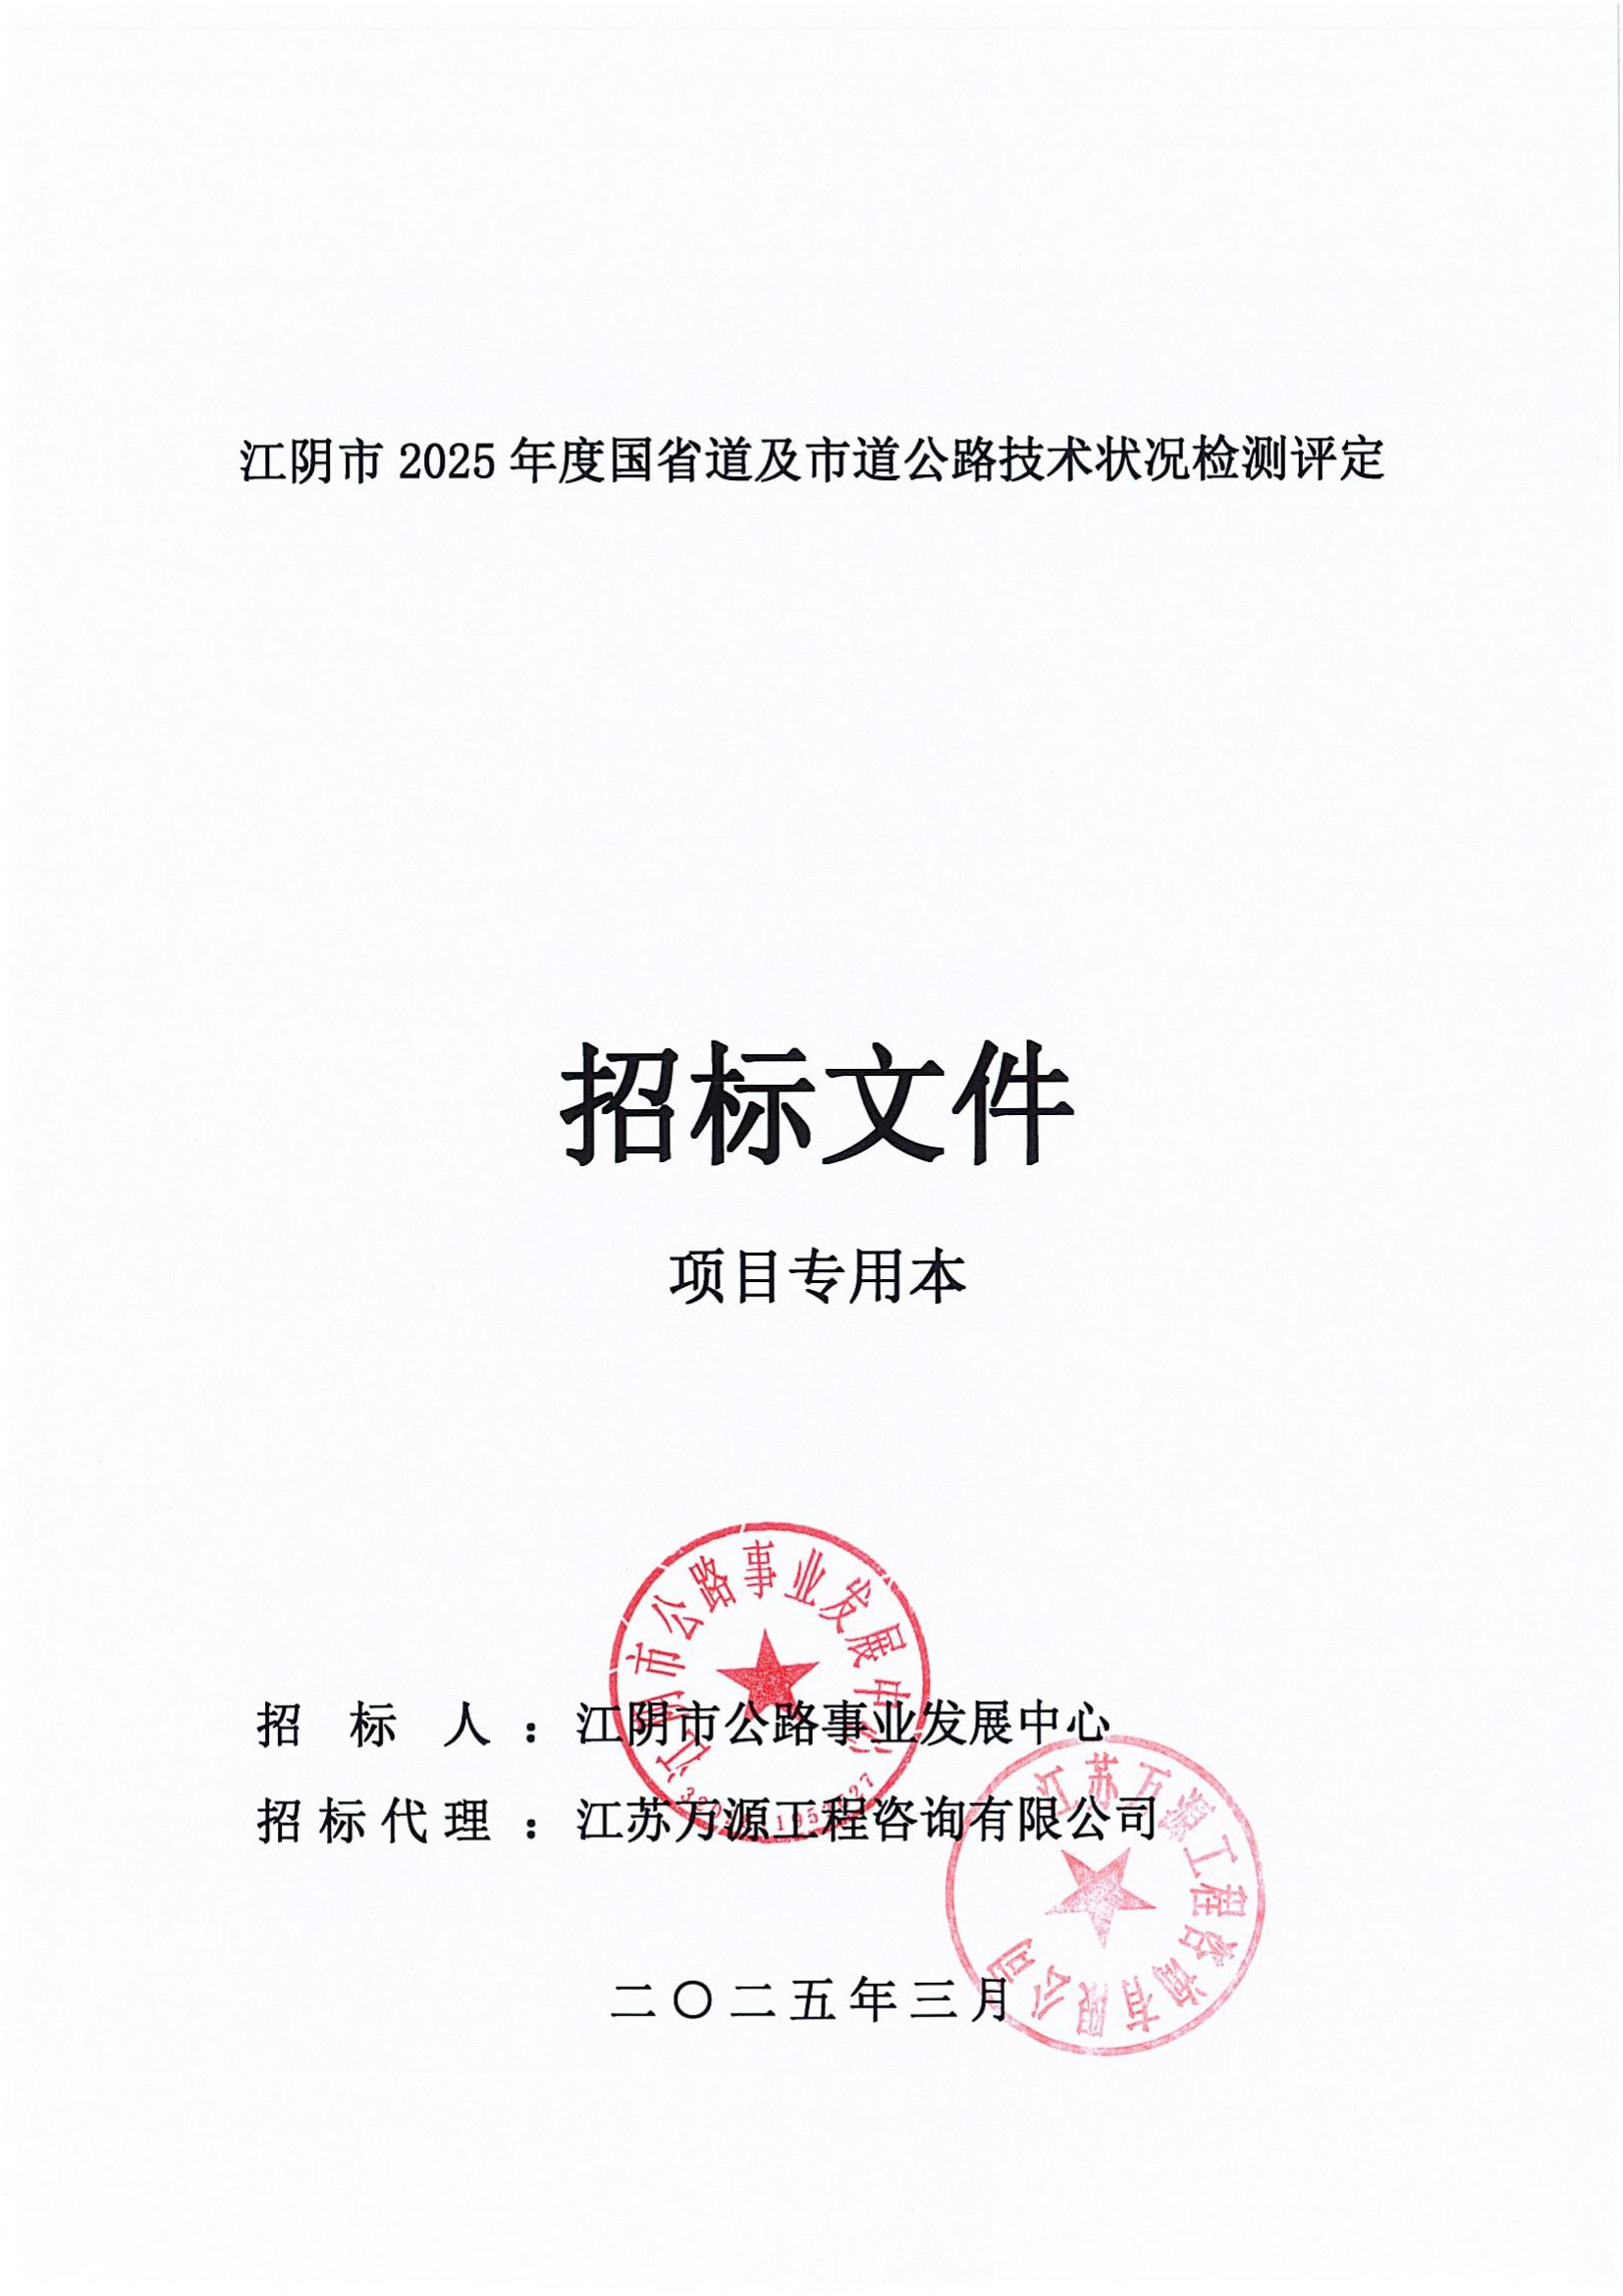 江阴市 2025 年度国省道及市道公路技术状况检测评定
招标文件
项目专用本
江阴市公路事业发展中心
招标人：江阴市公路事业发展中心
招标代理：江苏万源工程咨询有限公司
江苏万源工程咨询有限公司
二〇二五年三月